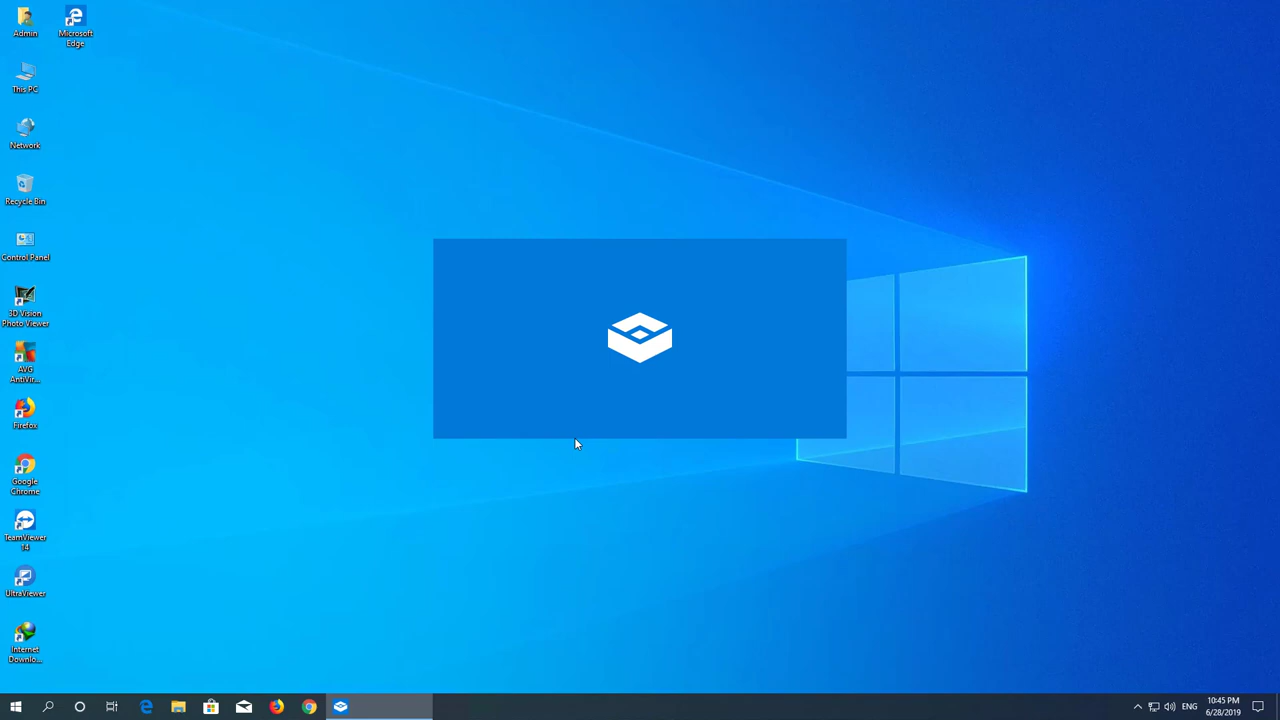 Admin
Microsoft
Edge
This PC
Network
Recycle Bin
Control Panel
3D Vision
Photo Viewer
AVG
AntiVir...
Firefox
Google
Chrome
TeamViewer
14
UltraViewer
Internet
Downlo...
ENG
10:45 PM
6/28/2019